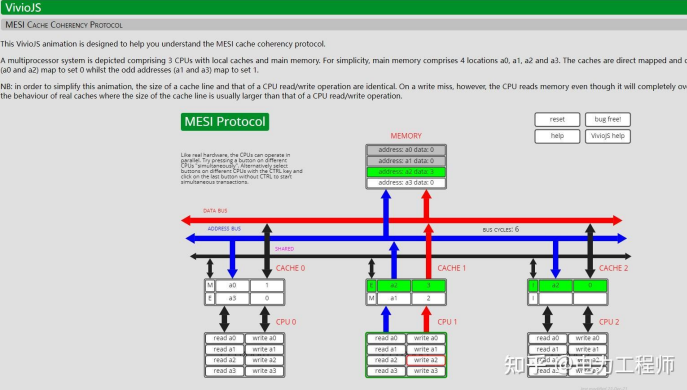 VivioJS
MESI CACHE COHERENCY PROTOCOL
This VivioJS animation is designed to help you understand the MESI cache coherency protocol.
A multiprocessor system is depicted comprising 3 CPUs with local caches and main memory. For simplicity, main memory comprises 4 locations a0, a1, a2 and a3. The caches are direct mapped and
(a0 and a2) map to set 0 whilst the odd addresses (a1 and a3) map to set 1.
NB: in order to simplify this animation, the size of a cache line and that of a CPU read/write operation are identical. On a write miss, however, the CPU reads memory even though it will completely
the behaviour of real caches where the size of the cache line is usually larger than that of a CPU read/write operation.
MESI Protocol
reset bug free!
help VivioJS help
MEMORY
address: a0 data: 0
address: a1 data: 0
address: a2 data: 3
address: a3 data: 0
Like real hardware, the CPUs can operate in
parallel. Try pressing a button on different
CPUs "simultaneously". Alternatively select
buttons on different CPUs with the CTRL key and
click on the last button without CTRL to start
simultaneous transactions.
DATA BUS
ADDRESS BUS
BUS CYCLES: 6
SHARED
CACHE 0 CACHE 1 CACHE 2
M a0 1 E a2 3 I a2 0
E a3 0 M a1 2 I
CPU 0 CPU 1 CPU 2
read a0 write a0 read a0 write a0 read a0 write a0
read a1 write a1 read a1 write a1 read a1 write a1
read a2 write a2 read a2 write a2 read a2
read a3 write a3 read a3 write a3
知乎 @电力工程师